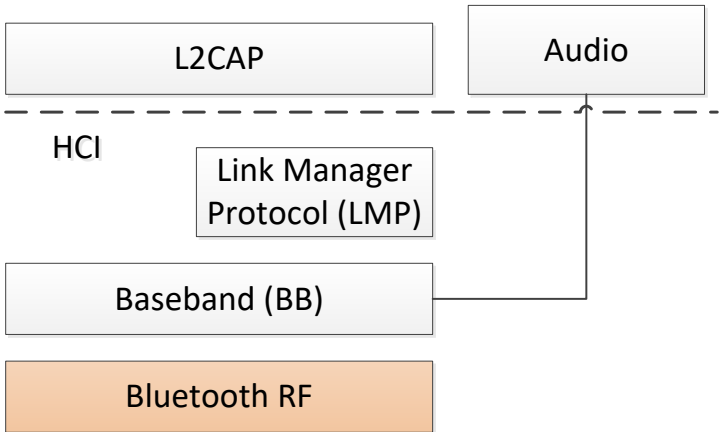 L2CAP
Audio
HCI
Link Manager
Protocol (LMP)
Baseband (BB)
Bluetooth RF